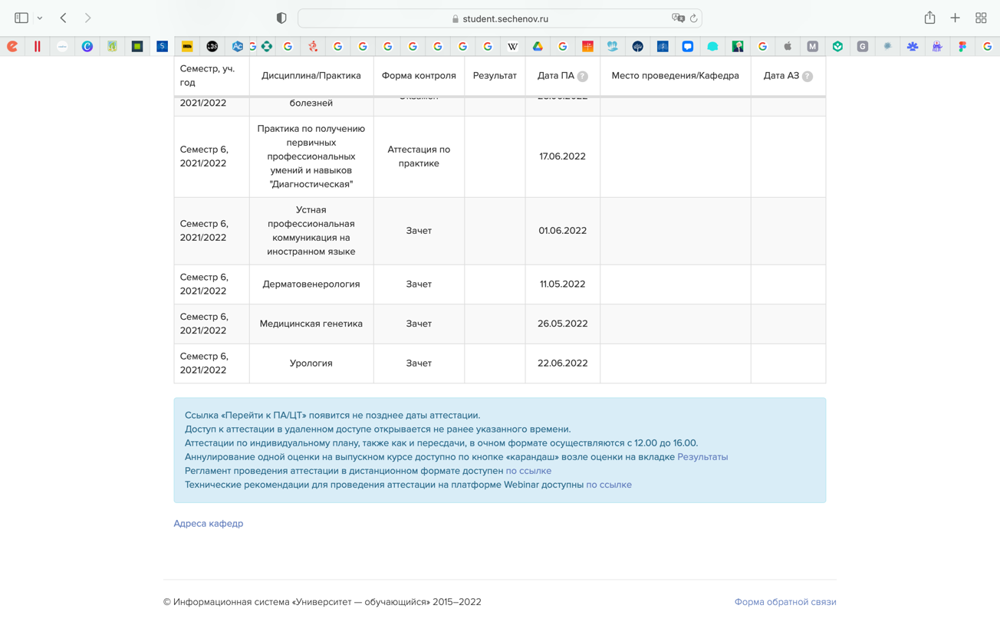 student.sechenov.ru
Семестр, уч.
год
Дисциплина/Практика
Форма контроля
Результат
Дата ПА ?
Место проведения/Кафедра
Дата АЗ ?
2021/2022
болезней
Семестр 6,
2021/2022
Практика по получению
первичных
профессиональных
умений и навыков
"Диагностическая"
Аттестация по
практике
17.06.2022
Семестр 6,
2021/2022
Устная
профессиональная
коммуникация на
иностранном языке
Зачет
01.06.2022
Семестр 6,
2021/2022
Дерматовенерология
Зачет
11.05.2022
Семестр 6,
2021/2022
Медицинская генетика
Зачет
26.05.2022
Семестр 6,
2021/2022
Урология
Зачет
22.06.2022
Ссылка «Перейти к ПА/ЦТ» появится не позднее даты аттестации.
Доступ к аттестации в удаленном доступе открывается не ранее указанного времени.
Аттестации по индивидуальному плану, также как и пересдачи, в очном формате осуществляются с 12.00 до 16.00.
Аннулирование одной оценки на выпускном курсе доступно по кнопке «карандаш» возле оценки на вкладке Результаты
Регламент проведения аттестации в дистанционном формате доступен по ссылке
Технические рекомендации для проведения аттестации на платформе Webinar доступны по ссылке
Адреса кафедр
© Информационная система «Университет — обучающийся» 2015–2022
Форма обратной связи